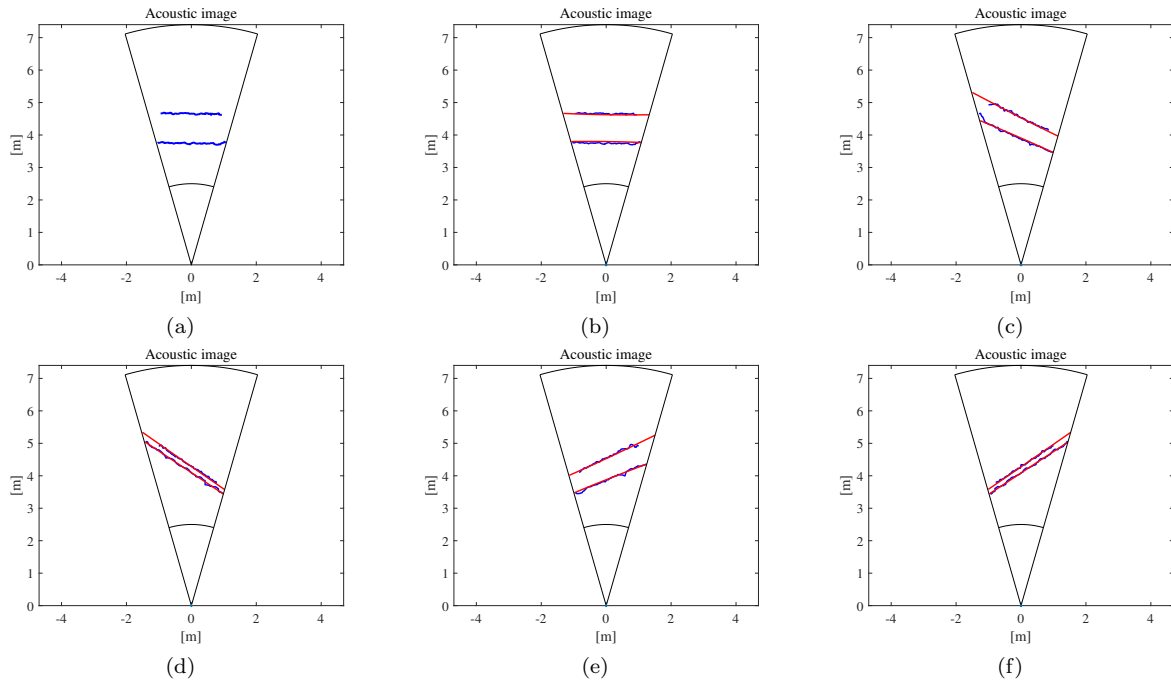 Acoustic image Acoustic image Acoustic image
7 7 7
6 6 6
5 5 5
[m] 4 [m] 4 [m] 4
3 3 3
2 2 2
1 1 1
0 0 0
-4 -2 0 2 4 -4 -2 0 2 4 -4 -2 0 2 4
[m] [m] [m]
(a) (b) (c)
Acoustic image Acoustic image Acoustic image
7 7 7
6 6 6
5 5 5
[m] 4 [m] 4 [m] 4
3 3 3
2 2 2
1 1 1
0 0 0
-4 -2 0 2 4 -4 -2 0 2 4 -4 -2 0 2 4
[m] [m] [m]
(d) (e) (f)